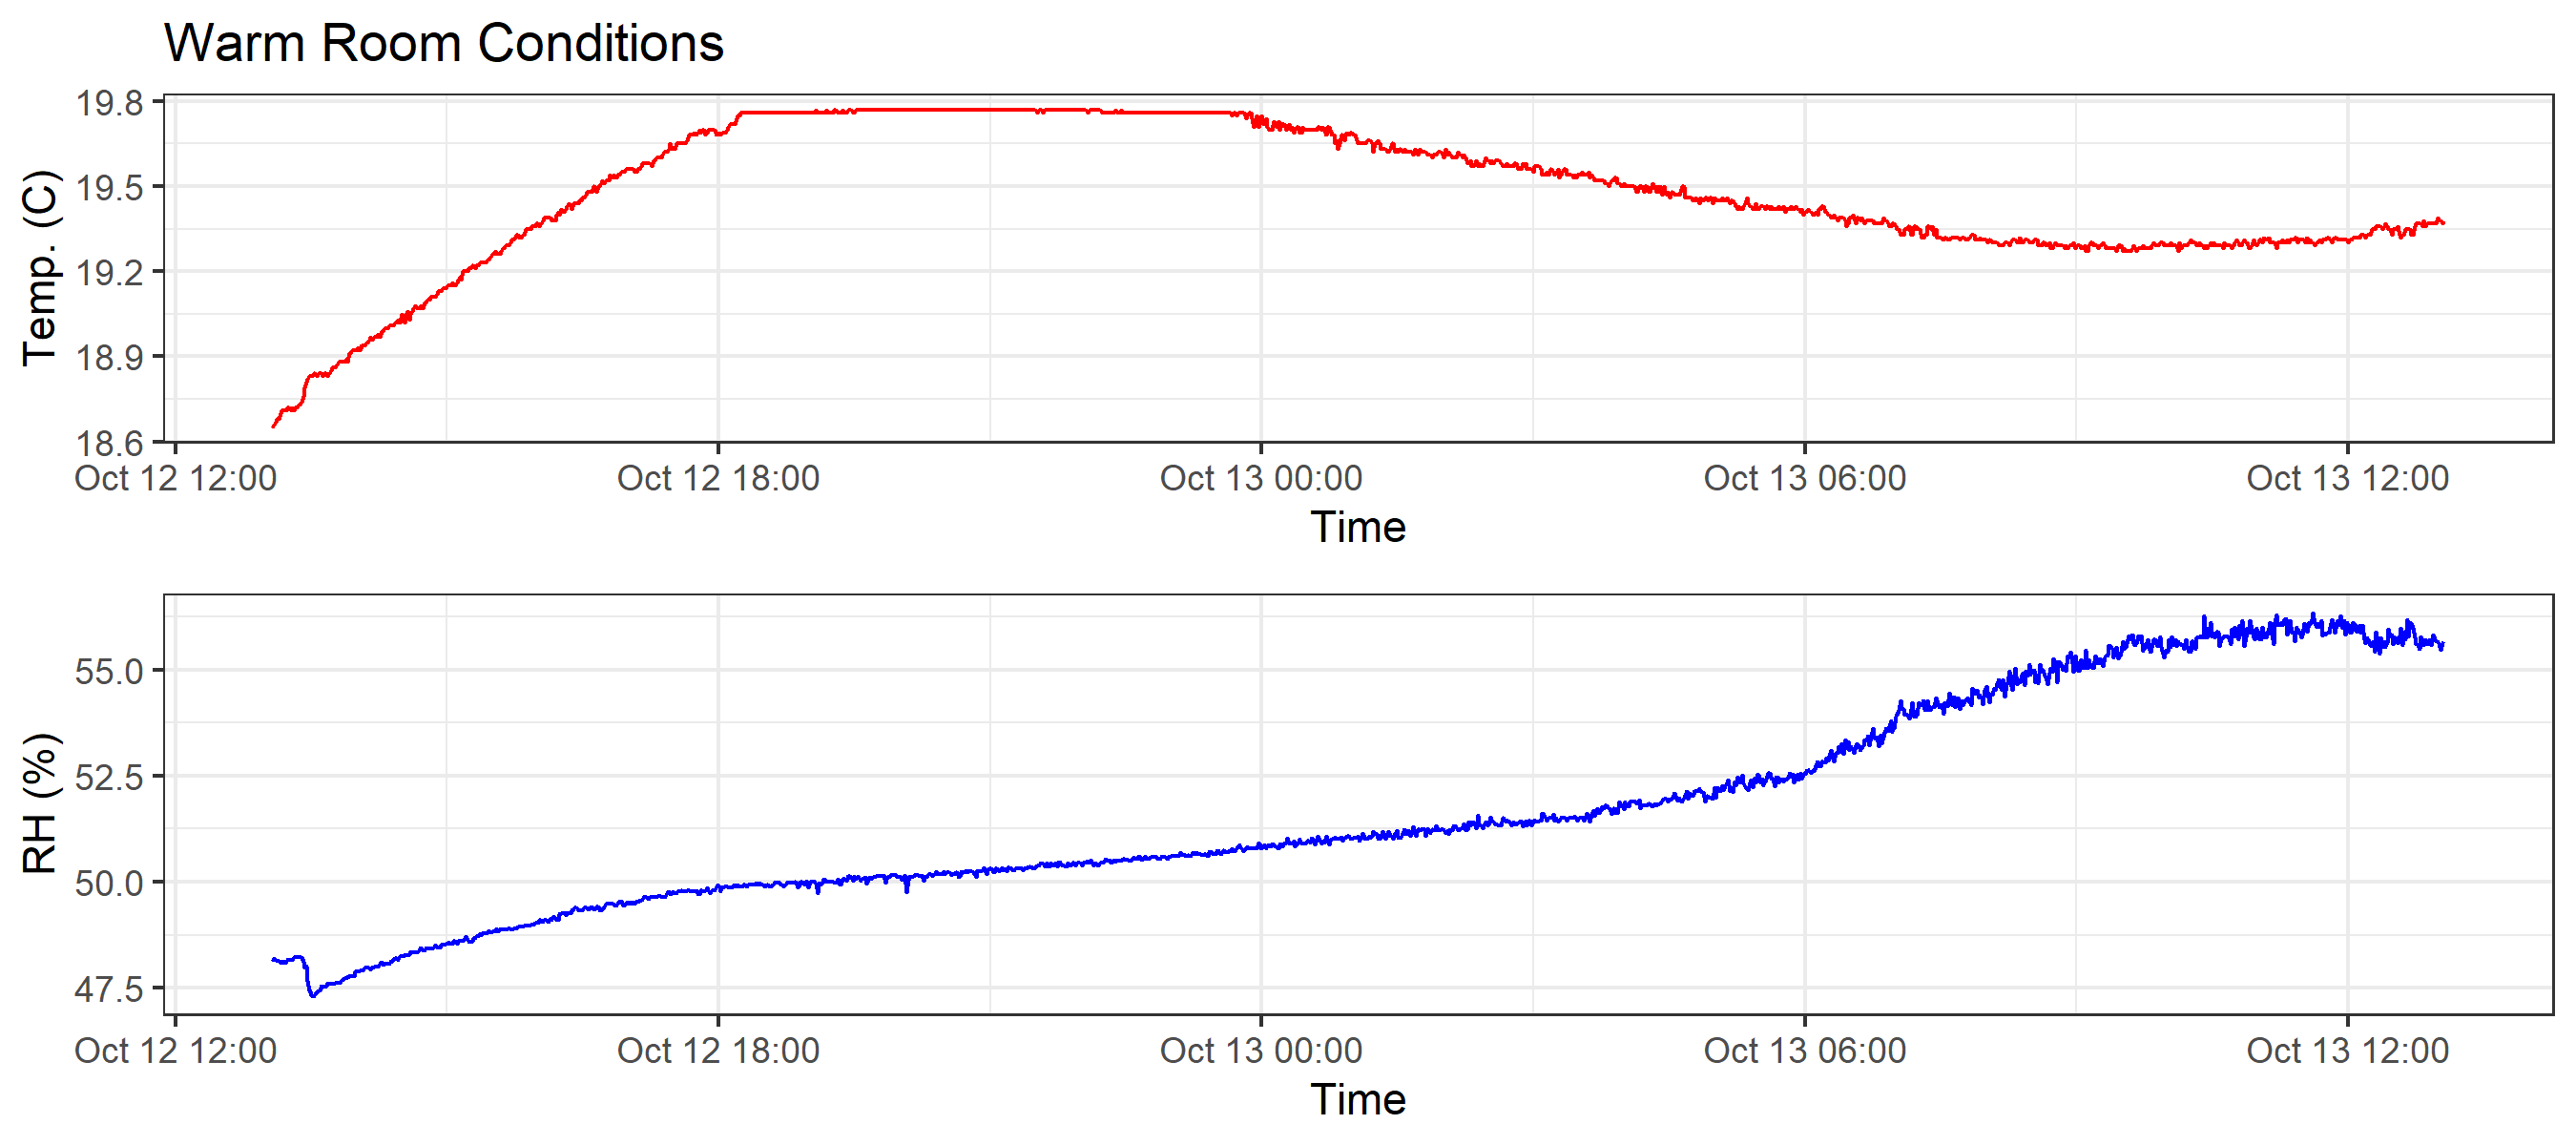 Warm Room Conditions
Temp. (C)
19.8
19.5
19.2
18.9
18.6
Oct 12 12:00 Oct 12 18:00 Oct 13 00:00 Oct 13 06:00 Oct 13 12:00
Time
RH (%)
55.0
52.5
50.0
47.5
Oct 12 12:00 Oct 12 18:00 Oct 13 00:00 Oct 13 06:00 Oct 13 12:00
Time